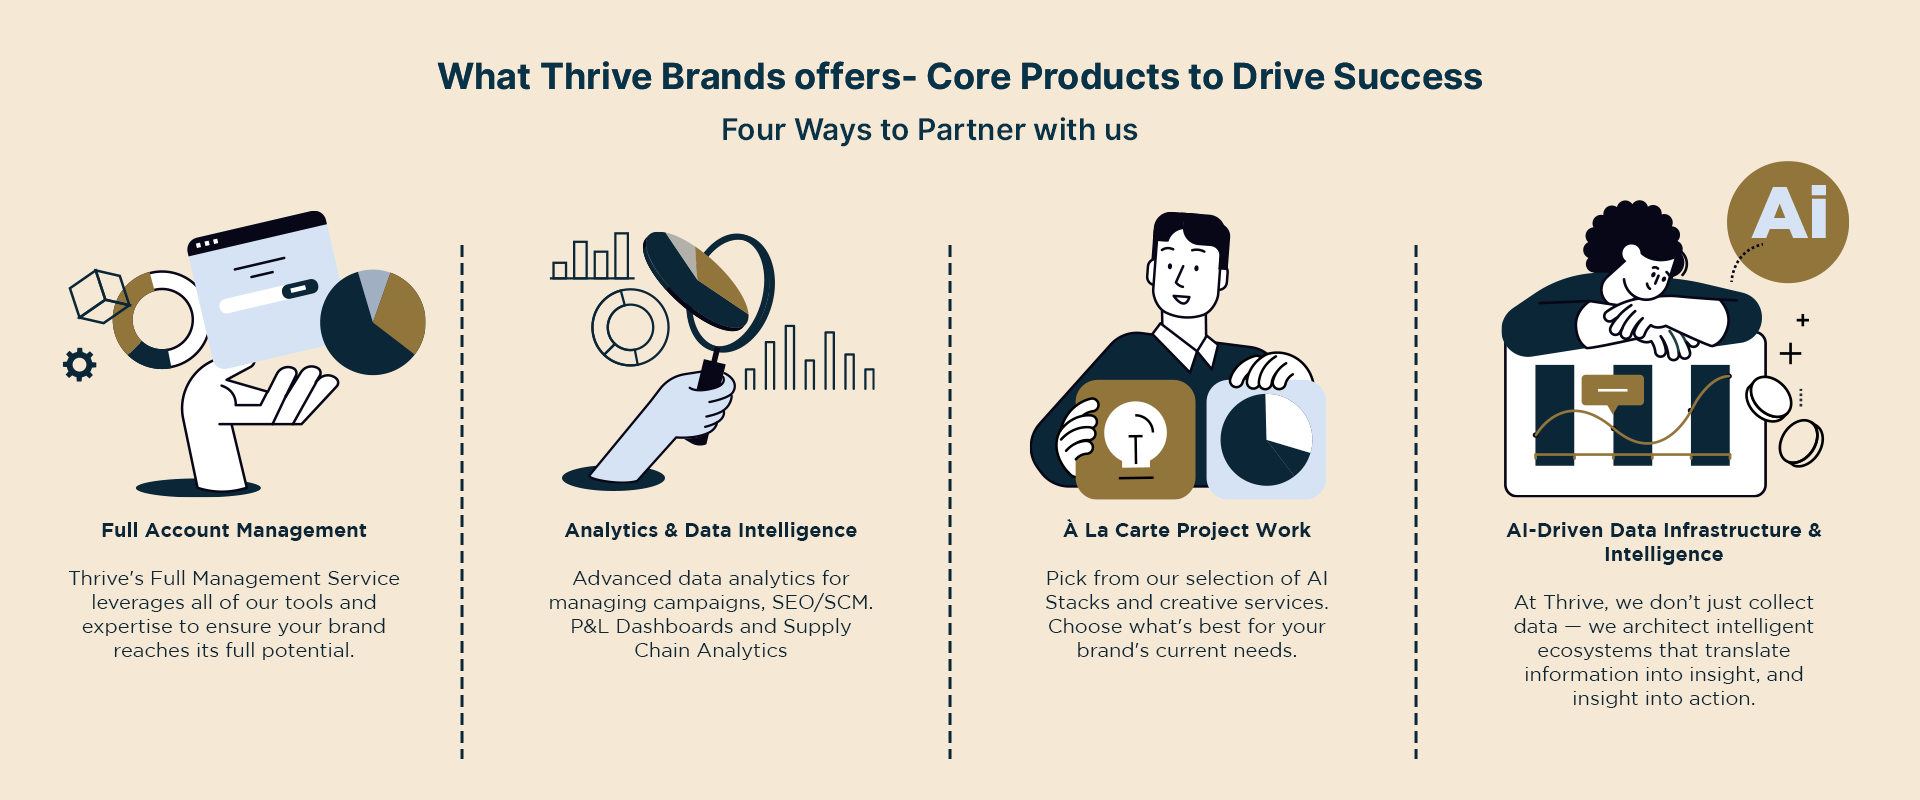 What Thrive Brands offers- Core Products to Drive Success
Four Ways to Partner with us
Ai
Full Account Management
Thrive's Full Management Service
leverages all of our tools and
expertise to ensure your brand
reaches its full potential.
Analytics & Data Intelligence
Advanced data analytics for
managing campaigns, SEO/SCM.
P&L Dashboards and Supply
Chain Analytics
À La Carte Project Work
Pick from our selection of AI
Stacks and creative services.
Choose what's best for your
brand's current needs.
AI-Driven Data Infrastructure &
Intelligence
At Thrive, we don’t just collect
data — we architect intelligent
ecosystems that translate
information into insight, and
insight into action.